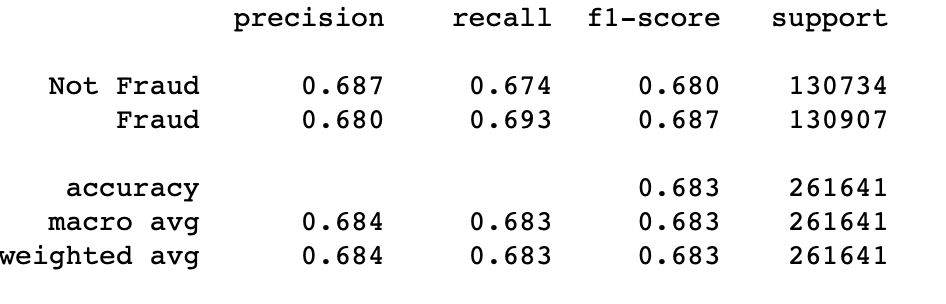 precision recall f1-score support
Not Fraud 0.687 0.674 0.680 130734
Fraud 0.680 0.693 0.687 130907
accuracy 0.683 261641
macro avg 0.684 0.683 0.683 261641
weighted avg 0.684 0.683 0.683 261641